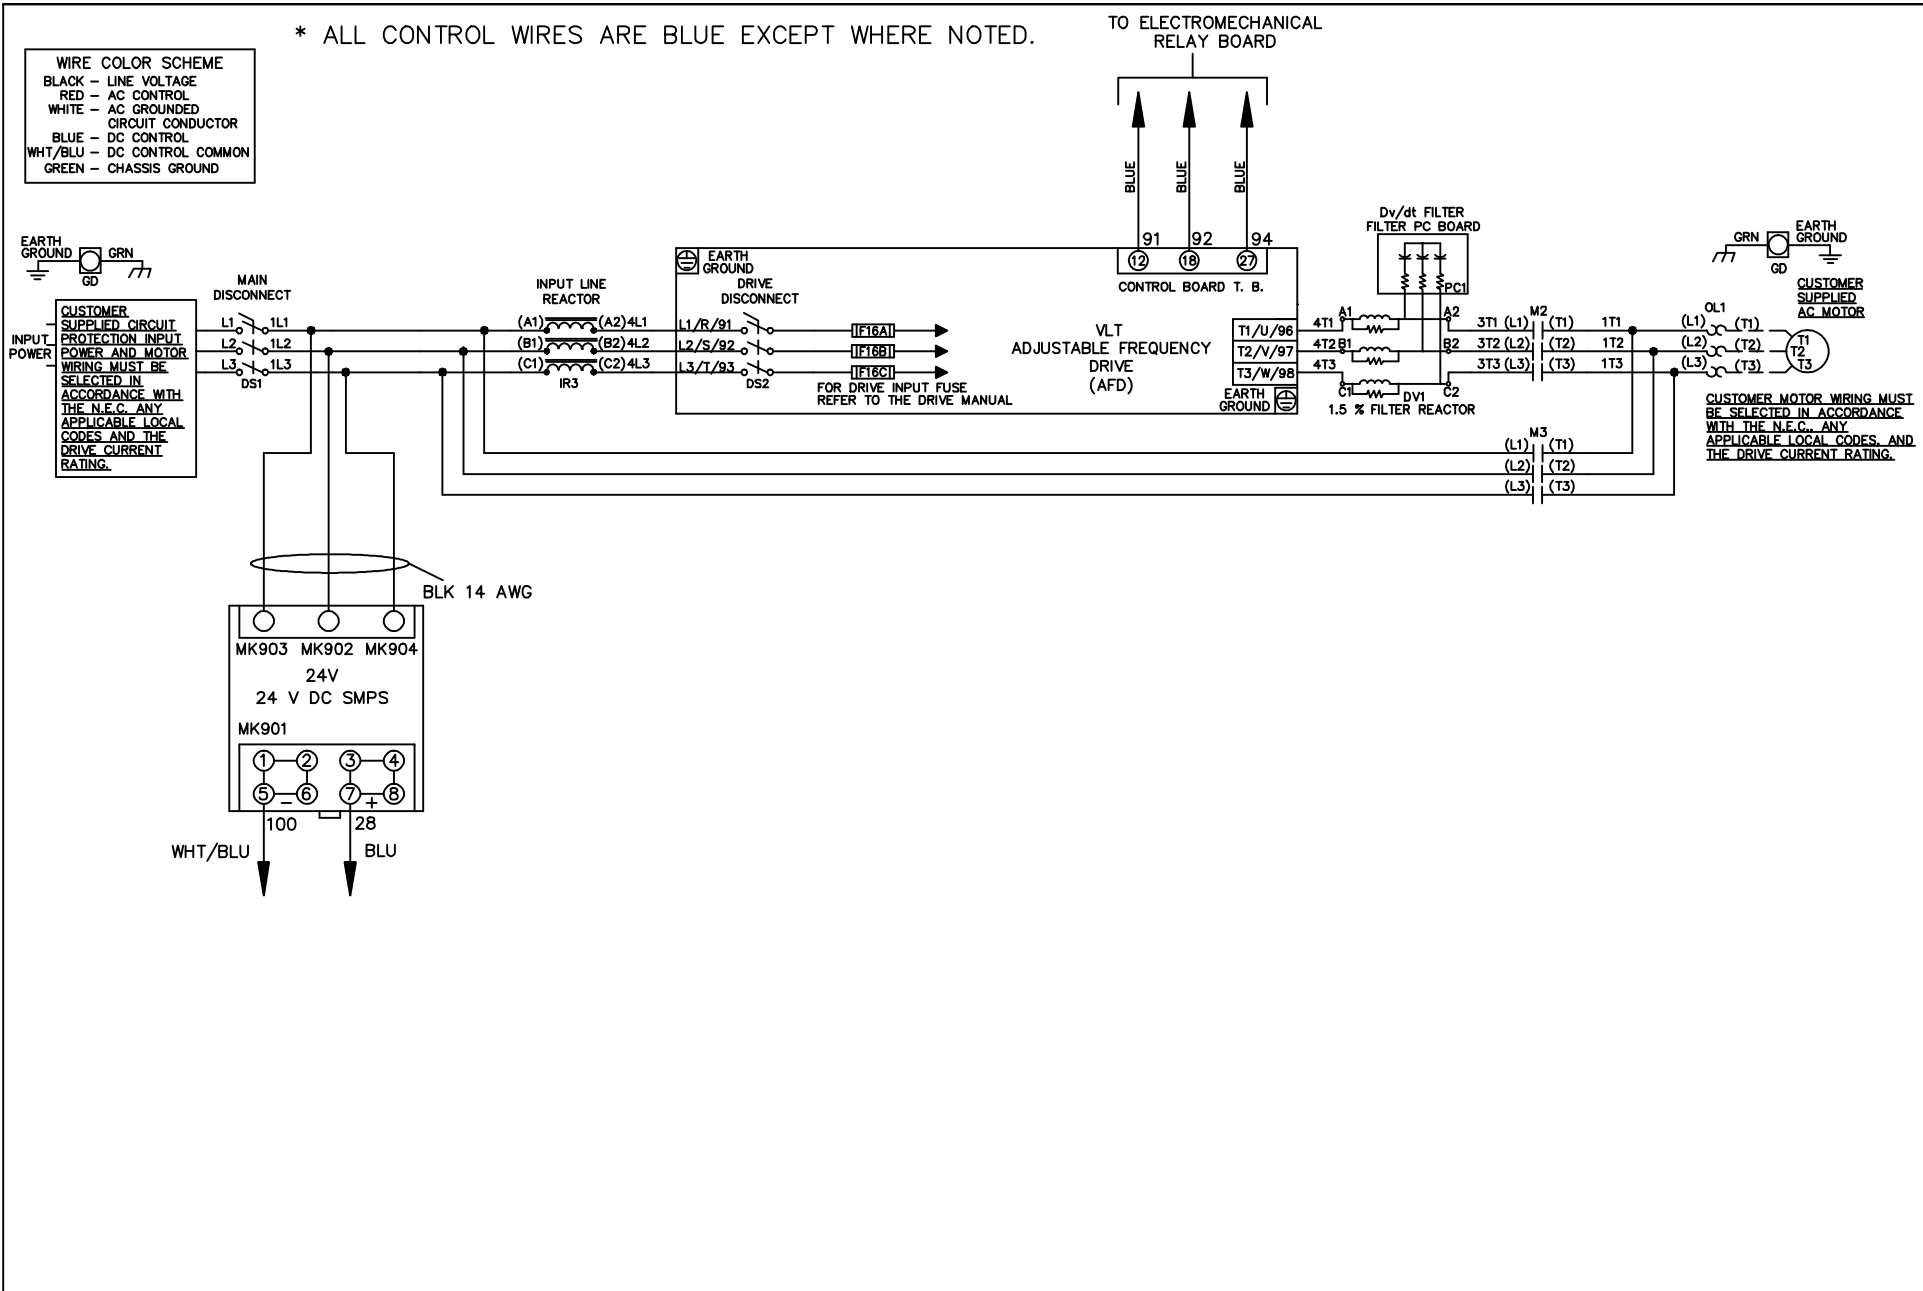 * ALL CONTROL WIRES ARE BLUE EXCEPT WHERE NOTED.
TO ELECTROMECHANICAL
RELAY BOARD
WIRE COLOR SCHEME
BLACK - LINE VOLTAGE
RED - AC CONTROL
WHITE - AC GROUNDED
CIRCUIT CONDUCTOR
BLUE - DC CONTROL
WHT/BLU - DC CONTROL COMMON
GREEN - CHASSIS GROUND
BLUE
BLUE
BLUE
91
92
94
12
18
27
CONTROL BOARD T. B.
EARTH
GROUND
GRN
GD
INPUT
POWER
CUSTOMER
SUPPLIED CIRCUIT
PROTECTION INPUT
POWER AND MOTOR
WIRING MUST BE
SELECTED IN
ACCORDANCE WITH
THE N.E.C. ANY
APPLICABLE LOCAL
CODES AND THE
DRIVE CURRENT
RATING.
MAIN
DISCONNECT
L1 1L1
L2 1L2
L3 1L3
DS1
INPUT LINE
REACTOR
(A1) (A2) 4L1
(B1) (B2) 4L2
(C1) (C2) 4L3
IR3
EARTH
GROUND
DRIVE
DISCONNECT
L1/R/91
L2/S/92
L3/T/93
DS2
F16A
F16B
F16C
FOR DRIVE INPUT FUSE
REFER TO THE DRIVE MANUAL
VLT
ADJUSTABLE FREQUENCY
DRIVE
(AFD)
T1/U/96
T2/V/97
T3/W/98
EARTH
GROUND
Dv/dt FILTER
FILTER PC BOARD
PC1
4T1 A1 A2
4T2 B1 B2
4T3 C1 C2
DV1
1.5 % FILTER REACTOR
M2
3T1 (L1) (T1) 1T1
3T2 (L2) (T2) 1T2
3T3 (L3) (T3) 1T3
M3
(L1) (T1)
(L2) (T2)
(L3) (T3)
OL1
(L1) (T1)
(L2) (T2)
(L3) (T3)
T1
T2
T3
GRN
EARTH
GROUND
GD
CUSTOMER
SUPPLIED
AC MOTOR
CUSTOMER MOTOR WIRING MUST
BE SELECTED IN ACCORDANCE
WITH THE N.E.C., ANY
APPLICABLE LOCAL CODES, AND
THE DRIVE CURRENT RATING.
BLK 14 AWG
MK903 MK902 MK904
24V
24 V DC SMPS
MK901
1 2 3 4
5 - 6 7 + 8
100 28
WHT/BLU BLU